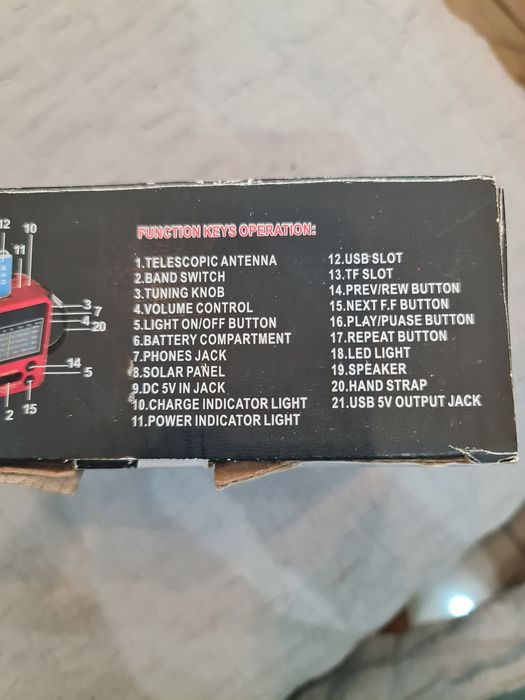 FUNCTION KEYS OPERATION:
1.TELESCOPIC ANTENNA
2.BAND SWITCH
3.TUNING KNOB
4.VOLUME CONTROL
5.LIGHT ON/OFF BUTTON
6.BATTERY COMPARTMENT
7.PHONES JACK
8.SOLAR PANEL
9.DC 5V IN JACK
10.CHARGE INDICATOR LIGHT
11.POWER INDICATOR LIGHT
12.USB SLOT
13.TF SLOT
14.PREV/REW BUTTON
15.NEXT F.F BUTTON
16.PLAY/PUASE BUTTON
17.REPEAT BUTTON
18.LED LIGHT
19.SPEAKER
20.HAND STRAP
21.USB 5V OUTPUT JACK
12
10
11
3
7
4
20
14
5
2
15